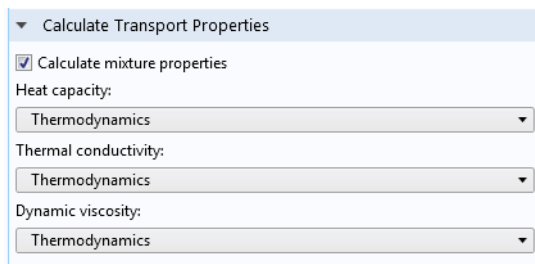 Calculate Transport Properties
Calculate mixture properties
Heat capacity:
Thermodynamics
Thermal conductivity:
Thermodynamics
Dynamic viscosity:
Thermodynamics